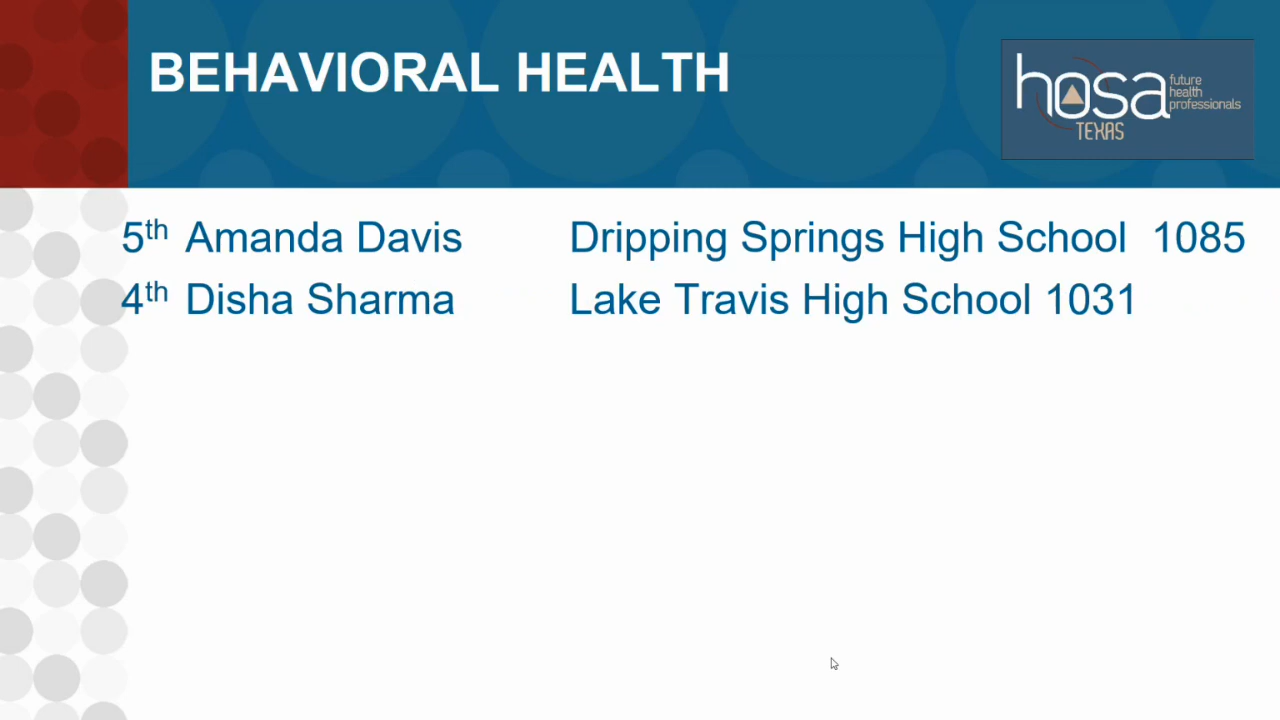 BEHAVIORAL HEALTH
hosa future health professionals
TEXAS
5th Amanda Davis Dripping Springs High School 1085
4th Disha Sharma Lake Travis High School 1031